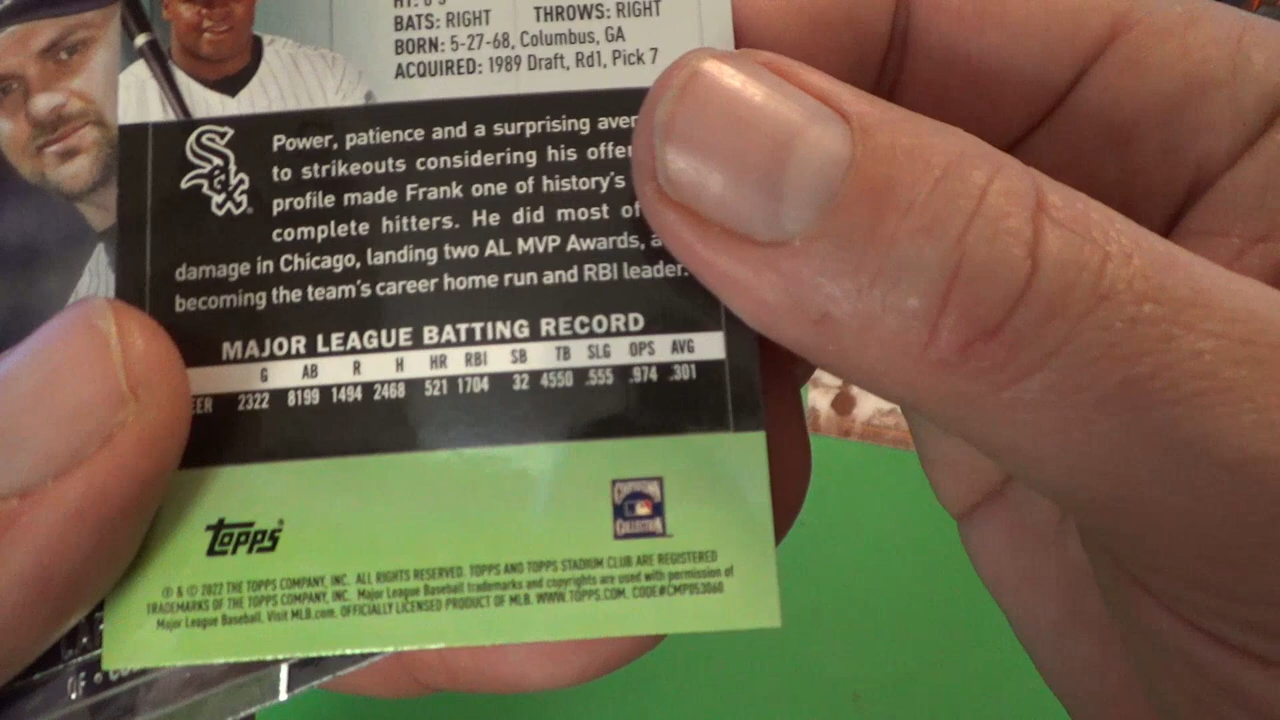 BATS: RIGHT THROWS: RIGHT
BORN: 5-27-68, Columbus, GA
ACQUIRED: 1989 Draft, Rd1, Pick 7
Sox
Power, patience and a surprising aver
to strikeouts considering his offe
profile made Frank one of history's
complete hitters. He did most of
damage in Chicago, landing two AL MVP Awards, a
becoming the team's career home run and RBI leader.
MAJOR LEAGUE BATTING RECORD
G AB R H HR RBI SB TB SLG OPS AVG
EER 2322 8199 1494 2468 521 1704 32 4550 .555 .974 .301
COOPERSTOWN
COLLECTION
Topps
® & © 2022 THE TOPPS COMPANY, INC. ALL RIGHTS RESERVED. TOPPS AND TOPPS STADIUM CLUB ARE REGISTERED
TRADEMARKS OF THE TOPPS COMPANY, INC. Major League Baseball trademarks and copyrights are used with permission of
Major League Baseball. Visit MLB.com. OFFICIALLY LICENSED PRODUCT OF MLB. WWW.TOPPS.COM. CODE#CMP053060
OF